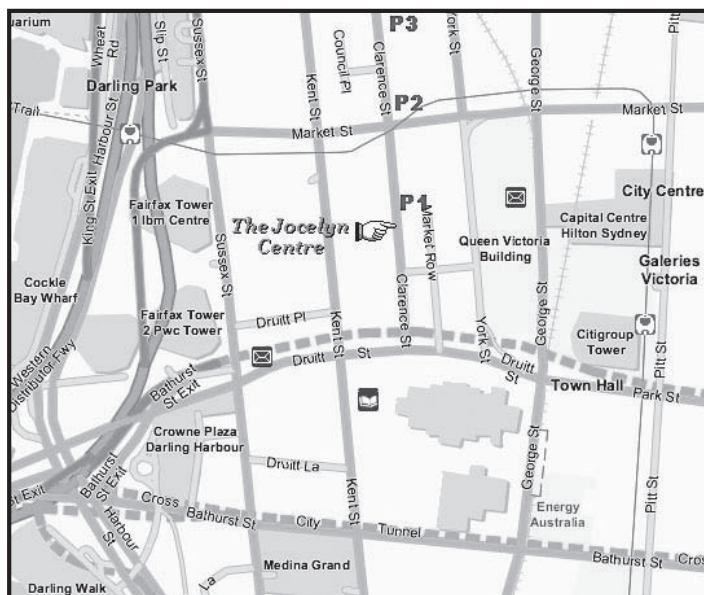 uarium
Wheat Rd
Slip St
Sussex St
P3
York St
George St
Pitt
Darling Park
Council Pl
Clarence St
Kent St
Harbour St
P2
Market St
Market St
King St Exit
P1
City Centre
Fairfax Tower
1 Ibm Centre
The Jocelyn
Centre
Market Row
Capital Centre
Hilton Sydney
Queen Victoria
Building
Galeries
Victoria
Sussex St
Cockle
Bay Wharf
Clarence St
George St
Druitt Pl
Kent St
York St
Fairfax Tower
2 Pwc Tower
Citigroup
Tower
Pitt St
Western
Distributor Fwy
Druitt St
Druitt St
Bathurst
St Exit
Town Hall
Park St
Crowne Plaza
Darling Harbour
Druitt La
George St
Bathurst
St Exit
St Exit
Kent St
Pitt St
Energy
Australia
Cross
City
Tunnel
Bathurst St
Harbour
St
Bathurst St
Cross
Medina Grand
La
Darling Walk